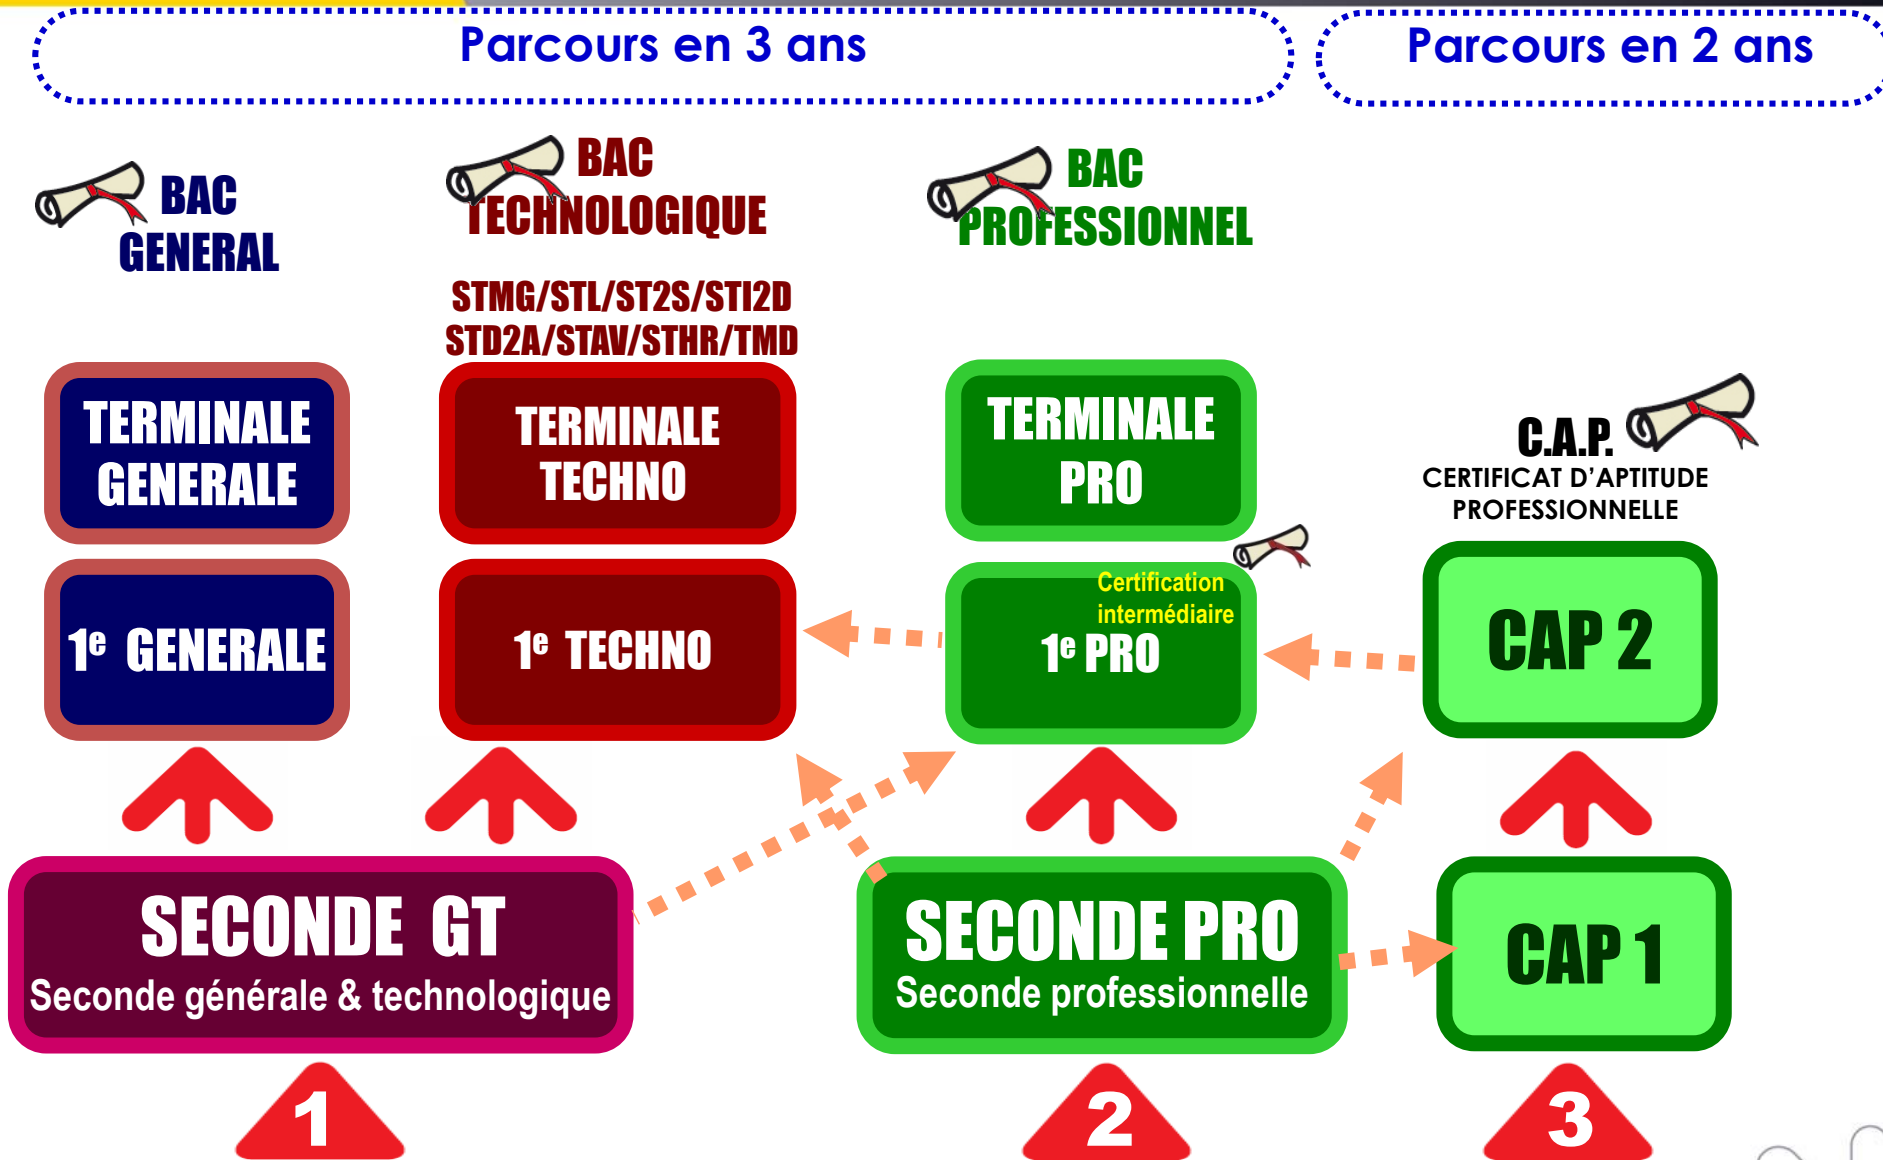 Parcours en 3 ans
Parcours en 2 ans
BAC
GENERAL
BAC
TECHNOLOGIQUE
STMG/STL/ST2S/STI2D
STD2A/STAV/STHR/TMD
BAC
PROFESSIONNEL
TERMINALE
GENERALE
TERMINALE
TECHNO
TERMINALE
PRO
C.A.P.
CERTIFICAT D’APTITUDE
PROFESSIONNELLE
1e GENERALE
1e TECHNO
Certification
intermédiaire
1e PRO
CAP 2
SECONDE GT
Seconde générale & technologique
SECONDE PRO
Seconde professionnelle
CAP 1
1
2
3